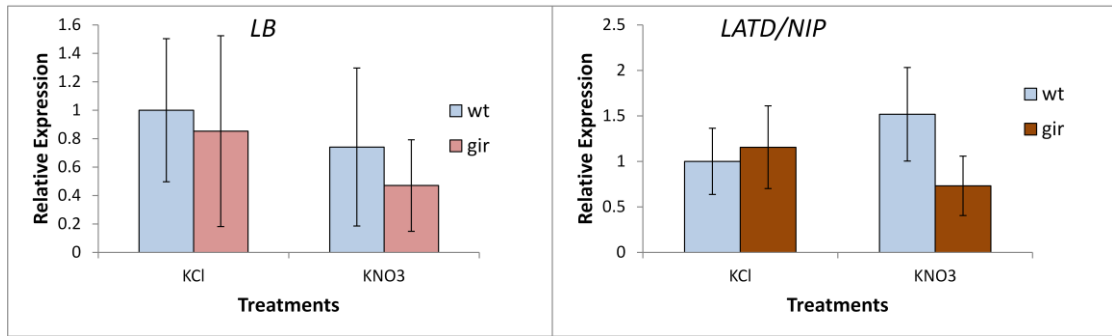 LB
Relative Expression
1.6
1.4
1.2
1
0.8
0.6
0.4
0.2
0
KCl
KNO3
Treatments
wt
gir
LATD/NIP
Relative Expression
2.5
2
1.5
1
0.5
0
KCl
KNO3
Treatments
wt
gir